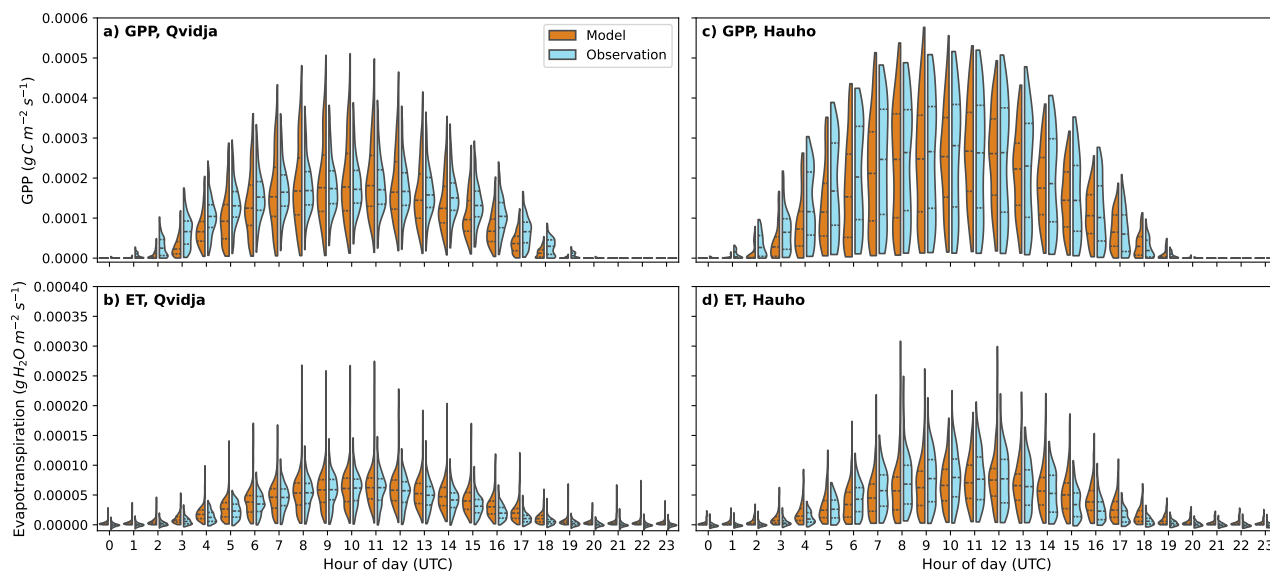 a) GPP, Qvidja
Model
Observation
0.0006
0.0005
0.0004
0.0003
0.0002
0.0001
0.0000
GPP (g C m⁻² s⁻¹)
c) GPP, Hauho
b) ET, Qvidja
0.00040
0.00035
0.00030
0.00025
0.00020
0.00015
0.00010
0.00005
0.00000
Evapotranspiration (g H₂O m⁻² s⁻¹)
0 1 2 3 4 5 6 7 8 9 10 11 12 13 14 15 16 17 18 19 20 21 22 23
Hour of day (UTC)
d) ET, Hauho
0 1 2 3 4 5 6 7 8 9 10 11 12 13 14 15 16 17 18 19 20 21 22 23
Hour of day (UTC)